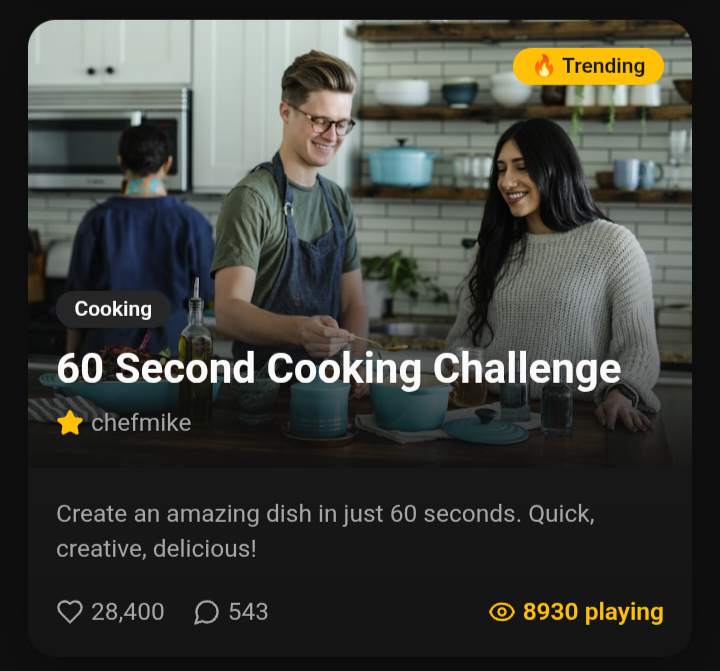 🔥 Trending
Cooking
60 Second Cooking Challenge
chefmike
Create an amazing dish in just 60 seconds. Quick,
creative, delicious!
28,400 543 8930 playing